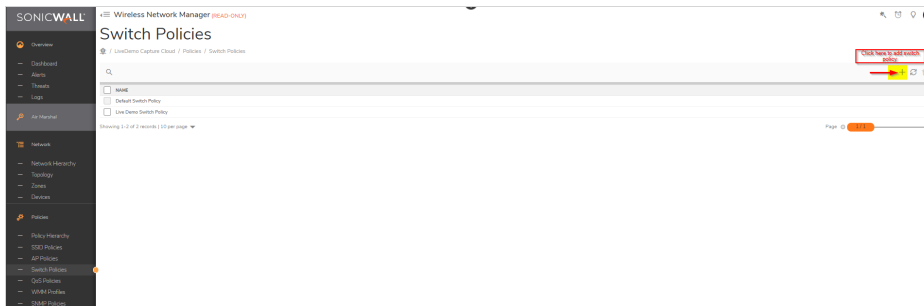 SONICWALL
Wireless Network Manager (READ-ONLY)
Switch Policies
/ LiveDemo Capture Cloud / Policies / Switch Policies
Click here to add switch
policy.
NAME
Default Switch Policy
Live Demo Switch Policy
Showing 1-2 of 2 records | 10 per page
Page
1 / 1
Overview
Dashboard
Alerts
Threats
Logs
Air Marshal
Network
Network Hierarchy
Topology
Zones
Devices
Policies
Policy Hierarchy
SSID Policies
AP Policies
Switch Policies
QoS Policies
WMM Profiles
SNMP Policies